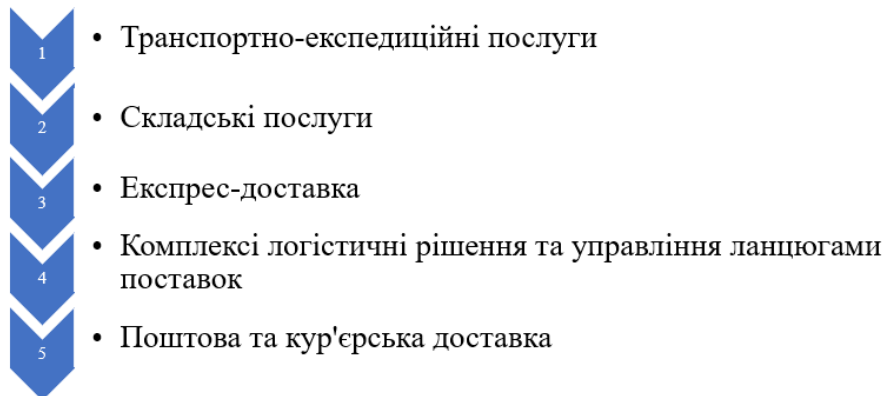 1
• Транспортно-експедиційні послуги
2
• Складські послуги
3
• Експрес-доставка
4
• Комплексі логістичні рішення та управління ланцюгами
поставок
5
• Поштова та кур'єрська доставка